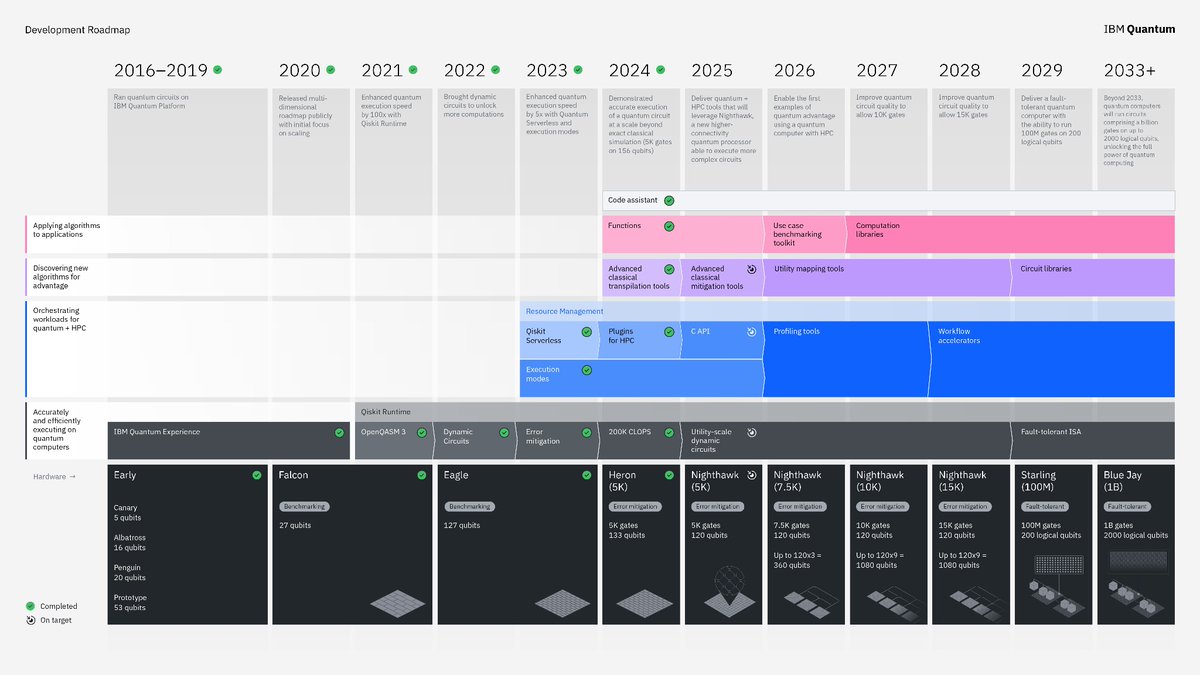 Development Roadmap
IBM Quantum
2016–2019
2020
2021
2022
2023
2024
2025
2026
2027
2028
2029
2033+
Ran quantum circuits on
IBM Quantum Platform
Released multi-
dimensional
roadmap publicly
with initial focus
on scaling
Enhanced quantum
execution speed
by 100x with
Qiskit Runtime
Brought dynamic
circuits to unlock
more computations
Enhanced quantum
execution speed
by 5x with Quantum
Serverless and
execution modes
Demonstrated
accurate execution
of a quantum circuit
at a scale beyond
exact classical
simulation (5K gates
on 156 qubits)
Deliver quantum +
HPC tools that will
leverage Nighthawk,
a new higher-
connectivity
quantum processor
able to execute more
complex circuits
Enable the first
examples of
quantum advantage
using a quantum
computer with HPC
Improve quantum
circuit quality to
allow 10K gates
Improve quantum
circuit quality to
allow 15K gates
Deliver a fault-
tolerant quantum
computer with
the ability to run
100M gates on 200
logical qubits
Beyond 2033,
quantum computers
will run circuits
comprising a billion
gates on up to
2000 logical qubits,
unlocking the full
power of quantum
computing
Code assistant
Applying algorithms
to applications
Functions
Use case
benchmarking
toolkit
Computation
libraries
Discovering new
algorithms for
advantage
Advanced
classical
transpilation tools
Advanced
classical
mitigation tools
Utility mapping tools
Circuit libraries
Orchestrating
workloads for
quantum + HPC
Resource Management
Qiskit
Serverless
Plugins
for HPC
C API
Profiling tools
Workflow
accelerators
Execution
modes
Accurately
and efficiently
executing on
quantum
computers
Qiskit Runtime
IBM Quantum Experience
OpenQASM 3
Dynamic
Circuits
Error
mitigation
200K CLOPS
Utility-scale
dynamic
circuits
Fault-tolerant ISA
Hardware →
Early
Canary
5 qubits
Albatross
16 qubits
Penguin
20 qubits
Prototype
53 qubits
Falcon
Benchmarking
27 qubits
Eagle
Benchmarking
127 qubits
Heron
(5K)
Error mitigation
5K gates
133 qubits
Nighthawk
(5K)
Error mitigation
5K gates
120 qubits
Nighthawk
(7.5K)
Error mitigation
7.5K gates
120 qubits
Up to 120x3 =
360 qubits
Nighthawk
(10K)
Error mitigation
10K gates
120 qubits
Up to 120x9 =
1080 qubits
Nighthawk
(15K)
Error mitigation
15K gates
120 qubits
Up to 120x9 =
1080 qubits
Starling
(100M)
Fault-tolerant
100M gates
200 logical qubits
Blue Jay
(1B)
Fault-tolerant
1B gates
2000 logical qubits
Completed
On target